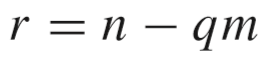 r = n − qm